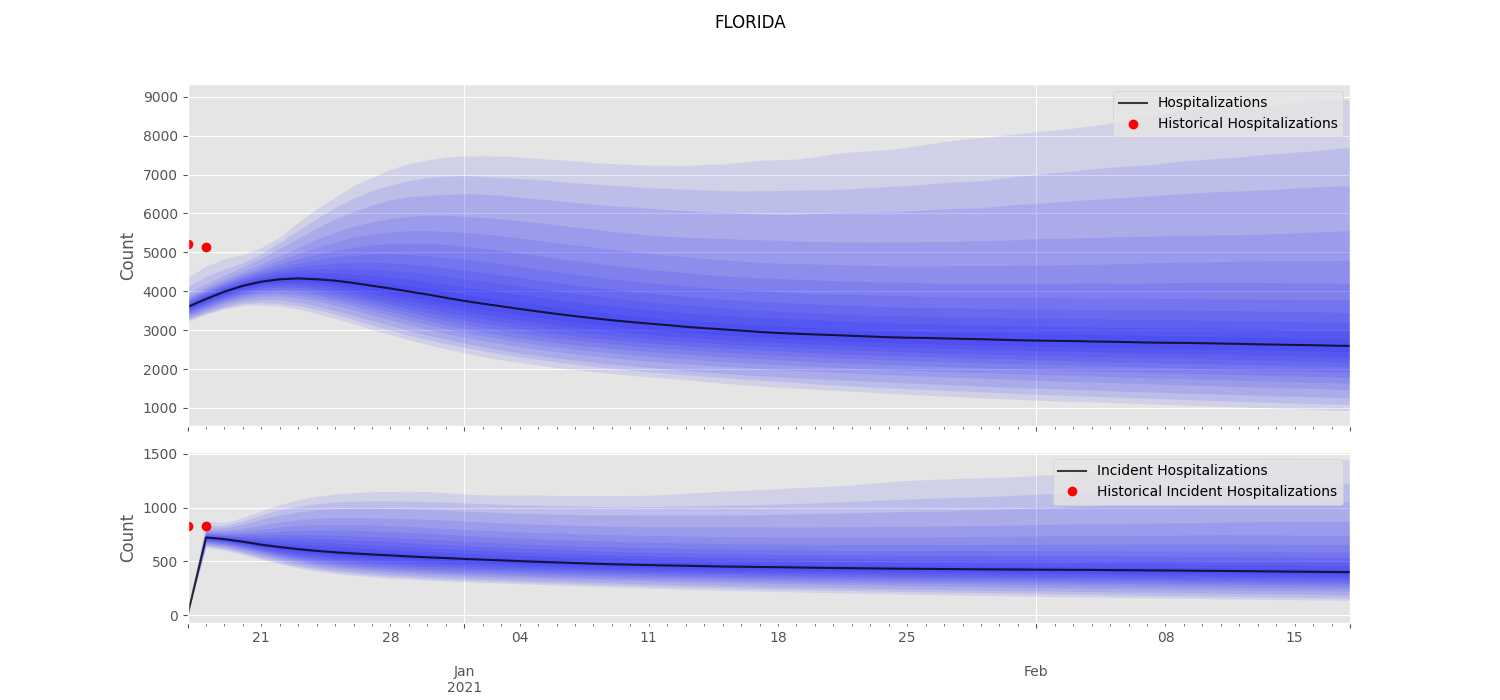 FLORIDA
9000
8000
7000
6000
5000
4000
3000
2000
1000
Count
Hospitalizations
Historical Hospitalizations
1500
1000
500
0
Count
Incident Hospitalizations
Historical Incident Hospitalizations
21 28 04 11 18 25 08 15
Jan Feb
2021